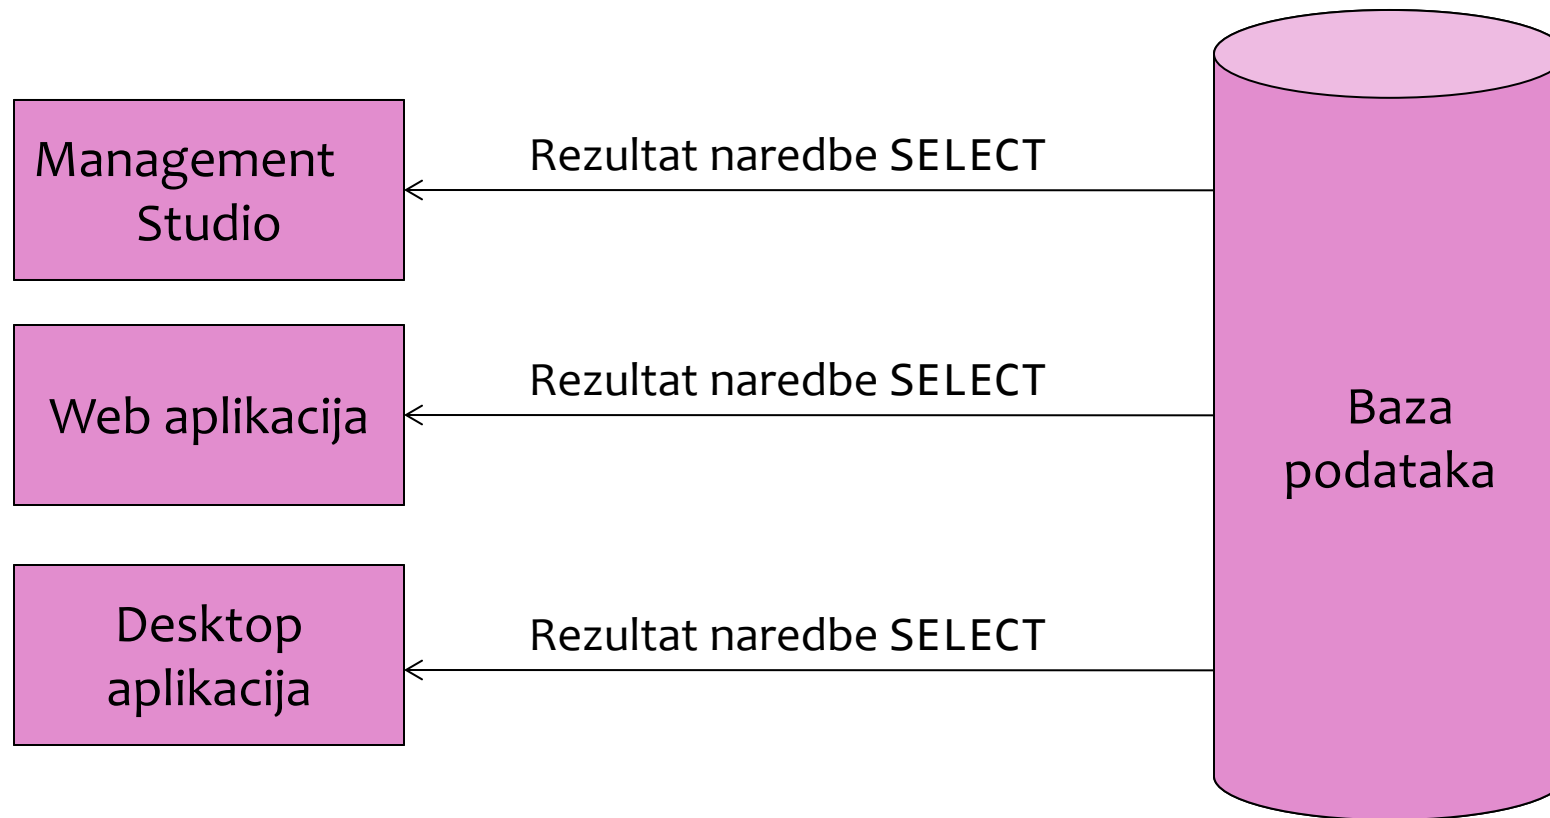 Management
Studio
Rezultat naredbe SELECT
Web aplikacija
Rezultat naredbe SELECT
Desktop
aplikacija
Rezultat naredbe SELECT
Baza
podataka